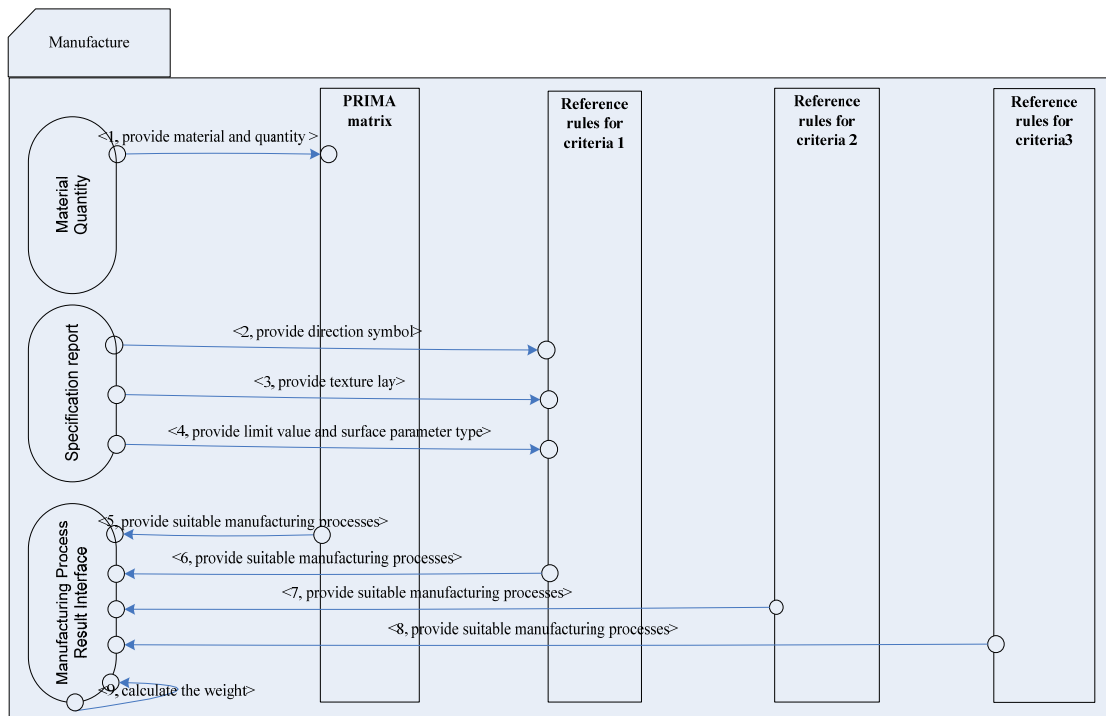 Manufacture
PRIMA
matrix
Reference
rules for
criteria 1
Reference
rules for
criteria 2
Reference
rules for
criteria3
Material
Quantity
<1, provide material and quantity >
Specification report
<2, provide direction symbol>
<3, provide texture lay>
<4, provide limit value and surface parameter type>
Manufacturing Process
Result Interface
<5, provide suitable manufacturing processes>
<6, provide suitable manufacturing processes>
<7, provide suitable manufacturing processes>
<8, provide suitable manufacturing processes>
<9, calculate the weight>